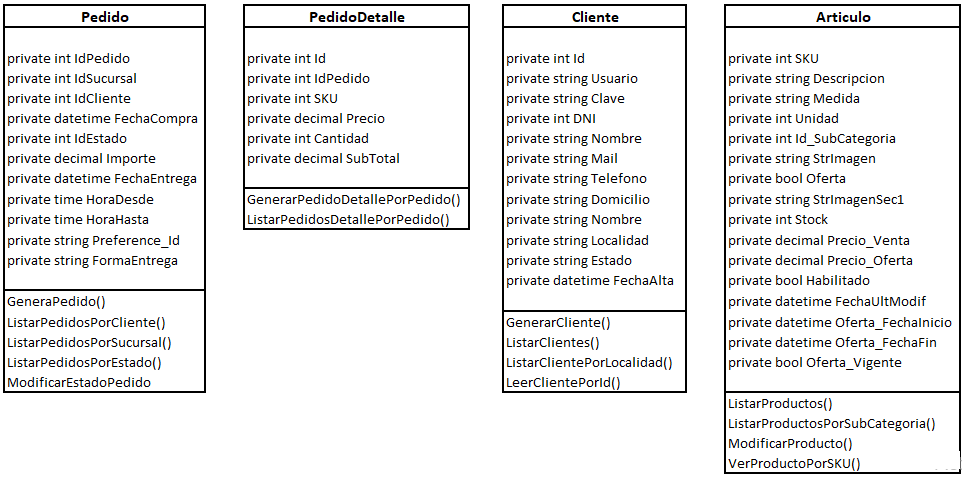 Pedido
private int IdPedido
private int IdSucursal
private int IdCliente
private datetime FechaCompra
private int IdEstado
private decimal Importe
private datetime FechaEntrega
private time HoraDesde
private time HoraHasta
private string Preference_Id
private string FormaEntrega
GeneraPedido()
ListarPedidosPorCliente()
ListarPedidosPorSucursal()
ListarPedidosPorEstado()
ModificarEstadoPedido
PedidoDetalle
private int Id
private int IdPedido
private int SKU
private decimal Precio
private int Cantidad
private decimal SubTotal
GenerarPedidoDetallePorPedido()
ListarPedidosDetallePorPedido()
Cliente
private int Id
private string Usuario
private string Clave
private int DNI
private string Nombre
private string Mail
private string Telefono
private string Domicilio
private string Nombre
private string Localidad
private string Estado
private datetime FechaAlta
GenerarCliente()
ListarClientes()
ListarClientePorLocalidad()
LeerClientePorId()
Articulo
private int SKU
private string Descripcion
private string Medida
private int Unidad
private int Id_SubCategoria
private string StrImagen
private bool Oferta
private string StrImagenSec1
private int Stock
private decimal Precio_Venta
private decimal Precio_Oferta
private bool Habilitado
private datetime FechaUltModif
private datetime Oferta_FechaInicio
private datetime Oferta_FechaFin
private bool Oferta_Vigente
ListarProductos()
ListarProductosPorSubCategoria()
ModificarProducto()
VerProductoPorSKU()